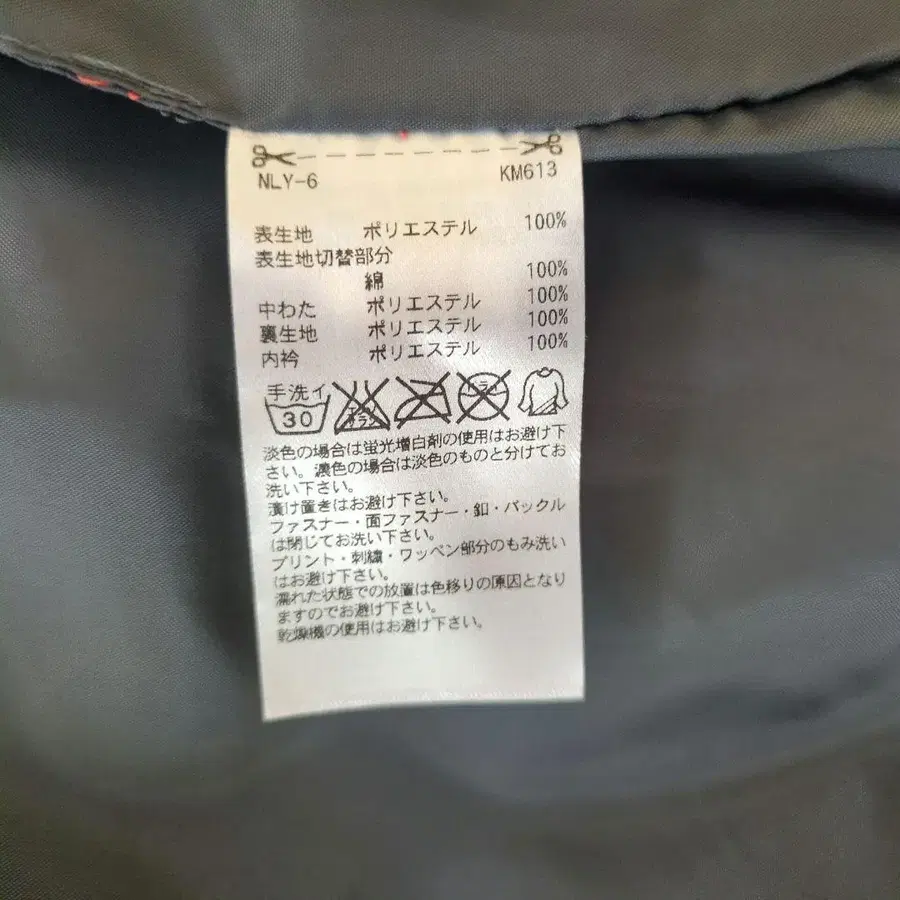 NLY-6 KM613
表生地 ポリエステル 100%
表生地切替部分
綿 100%
中わた ポリエステル 100%
裏生地 ポリエステル 100%
内衿 ポリエステル 100%
手洗イ
30 エンソサラシ ドライ
淡色の場合は蛍光増白剤の使用はお避け下
さい。濃色の場合は淡色のものと分けてお
洗い下さい。
漬け置きはお避け下さい。
ファスナー・面ファスナー・釦・バックル
は閉じてお洗い下さい。
プリント・刺繍・ワッペン部分のもみ洗い
はお避け下さい。
濡れた状態での放置は色移りの原因となり
ますのでお避け下さい。
乾燥機の使用はお避け下さい。